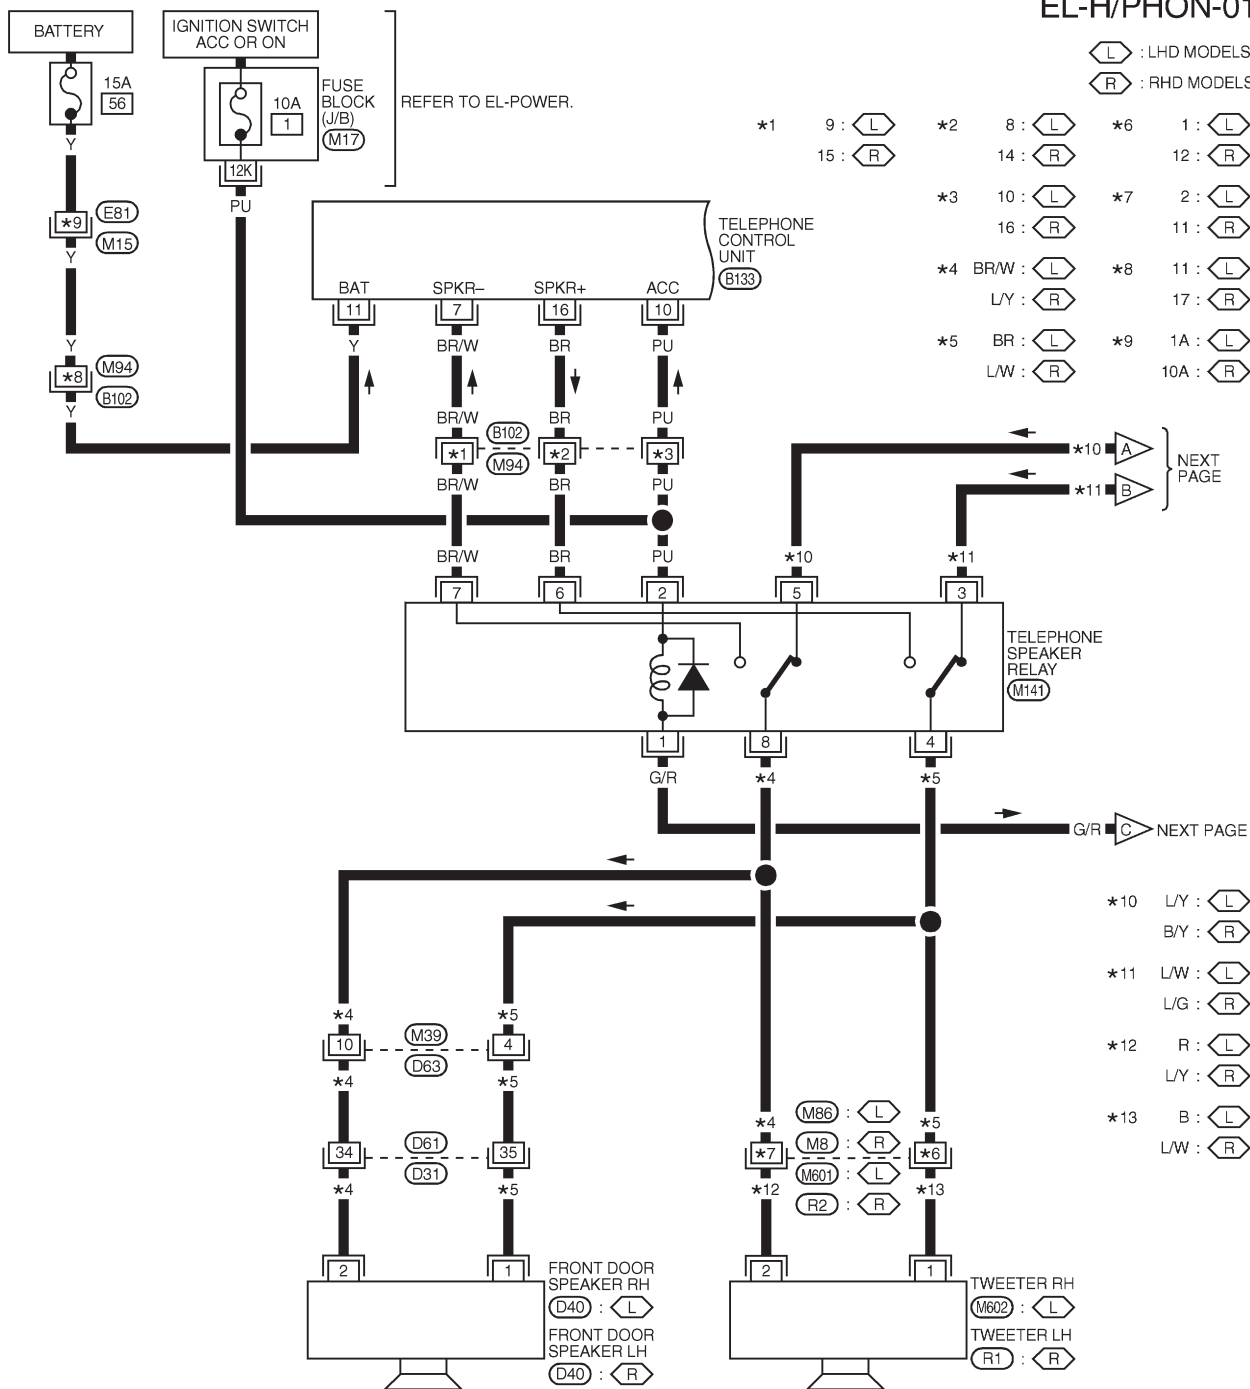 EL-H/PHON-01
BATTERY
IGNITION SWITCH
ACC OR ON
L : LHD MODELS
R : RHD MODELS
15A
56
10A
1
FUSE
BLOCK
(J/B)
M17
REFER TO EL-POWER.
12K
Y
PU
*1 9 : L *2 8 : L *6 1 : L
15 : R 14 : R 12 : R
*3 10 : L *7 2 : L
16 : R 11 : R
*4 BR/W : L *8 11 : L
L/Y : R 17 : R
*5 BR : L *9 1A : L
L/W : R 10A : R
*9 E81
M15
Y
TELEPHONE
CONTROL
UNIT
B133
BAT SPKR– SPKR+ ACC
11 7 16 10
Y Y BR/W BR PU
*8 M94
B102
Y BR/W BR PU
*1 B102 *2 *3
M94
BR/W BR PU
*10 A
*11 B
NEXT
PAGE
BR/W BR PU *10 *11
7 6 2 5 3
TELEPHONE
SPEAKER
RELAY
M141
1 8 4
G/R *4 *5
G/R C NEXT PAGE
*10 L/Y : L
B/Y : R
*11 L/W : L
L/G : R
*12 R : L
L/Y : R
*13 B : L
L/W : R
*4 *5
10 M39 4
D63
*4 *5
34 D61 35
D31
*4 *5
*4 M86 : L *5
*7 M8 : R *6
M601 : L
*12 R2 : R *13
2 1
FRONT DOOR
SPEAKER RH
D40 : L
FRONT DOOR
SPEAKER LH
D40 : R
2 1
TWEETER RH
M602 : L
TWEETER LH
R1 : R